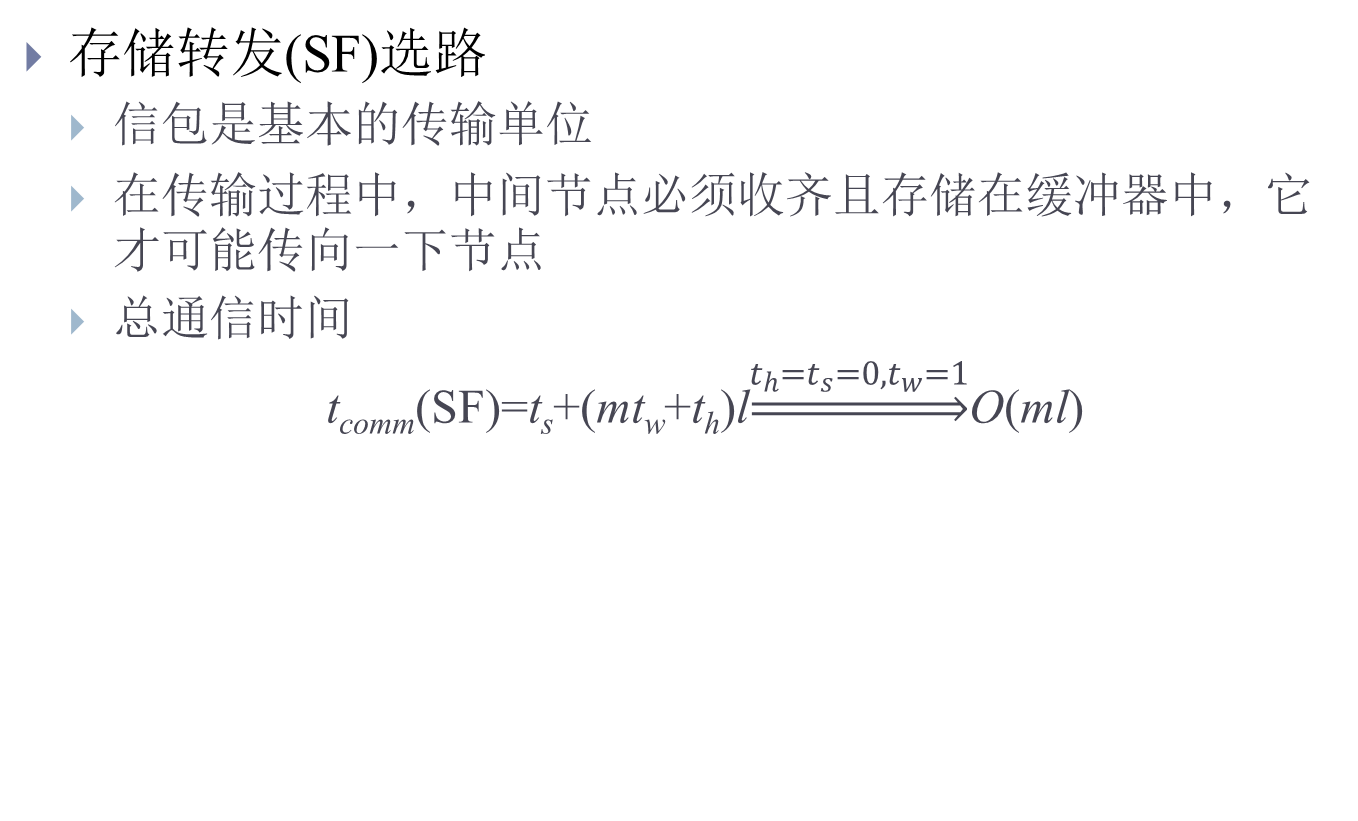 存储转发(SF)选路
信包是基本的传输单位
在传输过程中，中间节点必须收齐且存储在缓冲器中，它
才可能传向一下节点
总通信时间
t_comm(SF)=t_s+(mt_w+t_h)l \xRightarrow{t_h=t_s=0,t_w=1} O(ml)